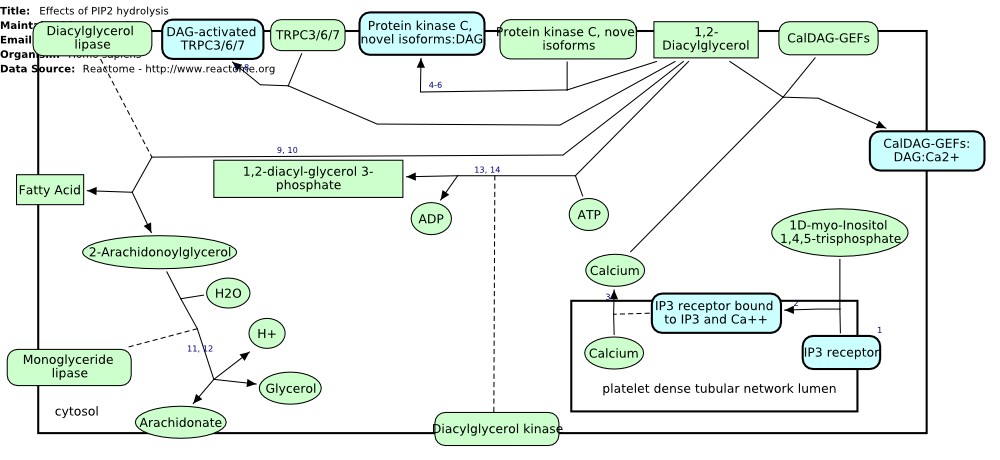 Title: Effects of PIP2 hydrolysis
Maint
Email
Organism: Homo sapiens
Data Source: Reactome - http://www.reactome.org
Diacylglycerol
lipase
DAG-activated
TRPC3/6/7
TRPC3/6/7
Protein kinase C,
novel isoforms:DAG
Protein kinase C, nove
isoforms
1,2-
Diacylglycerol
CalDAG-GEFs
4-6
CalDAG-GEFs:
DAG:Ca2+
9, 10
13, 14
1,2-diacyl-glycerol 3-
phosphate
Fatty Acid
ADP
ATP
1D-myo-Inositol
1,4,5-trisphosphate
2-Arachidonoylglycerol
Calcium
H2O
3
IP3 receptor bound
to IP3 and Ca++
2
1
H+
11, 12
Calcium
IP3 receptor
Monoglyceride
lipase
Glycerol
platelet dense tubular network lumen
cytosol
Arachidonate
Diacylglycerol kinase